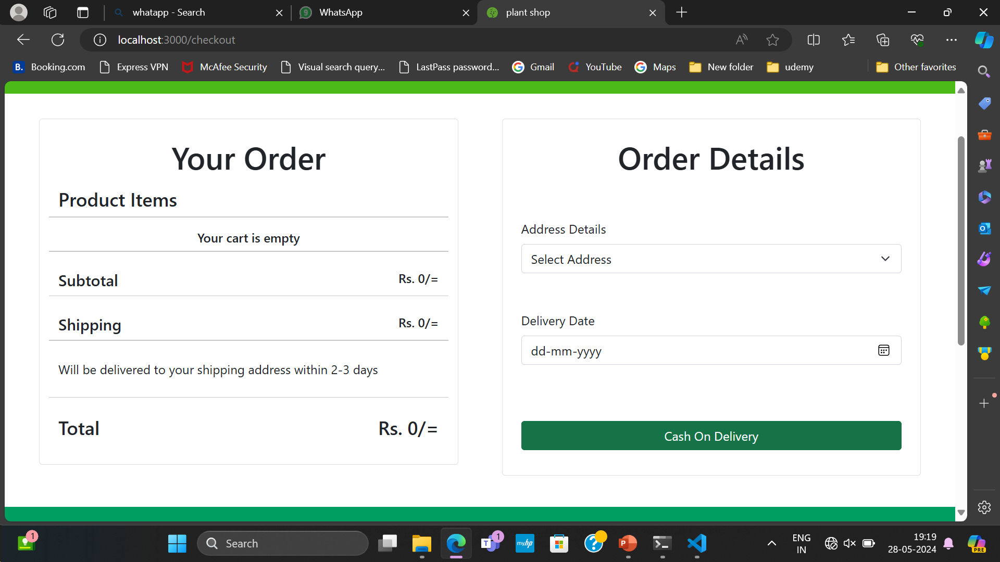 whatapp - Search
9
WhatsApp
plant shop
localhost:3000/checkout
B. Booking.com
Express VPN
McAfee Security
Visual search query...
LastPass password...
Gmail
YouTube
Maps
New folder
udemy
Other favorites
Your Order
Product Items
Your cart is empty
Subtotal
Rs. 0/=
Shipping
Rs. 0/=
Will be delivered to your shipping address within 2-3 days
Total
Rs. 0/=
Order Details
Address Details
Select Address
Delivery Date
dd-mm-yyyy
Cash On Delivery
1
Search
T
1
myhp
?
P
ENG
IN
19:19
28-05-2024
PRE